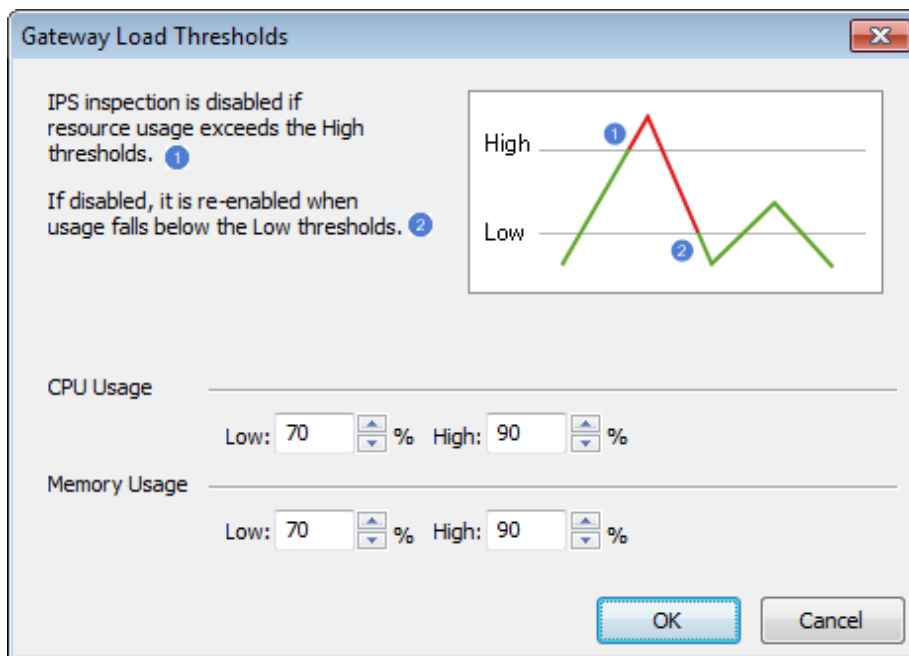 Gateway Load Thresholds
IPS inspection is disabled if
resource usage exceeds the High
thresholds. 1
If disabled, it is re-enabled when
usage falls below the Low thresholds. 2
High
1
Low
2
CPU Usage
Low: 70 % High: 90 %
Memory Usage
Low: 70 % High: 90 %
OK Cancel